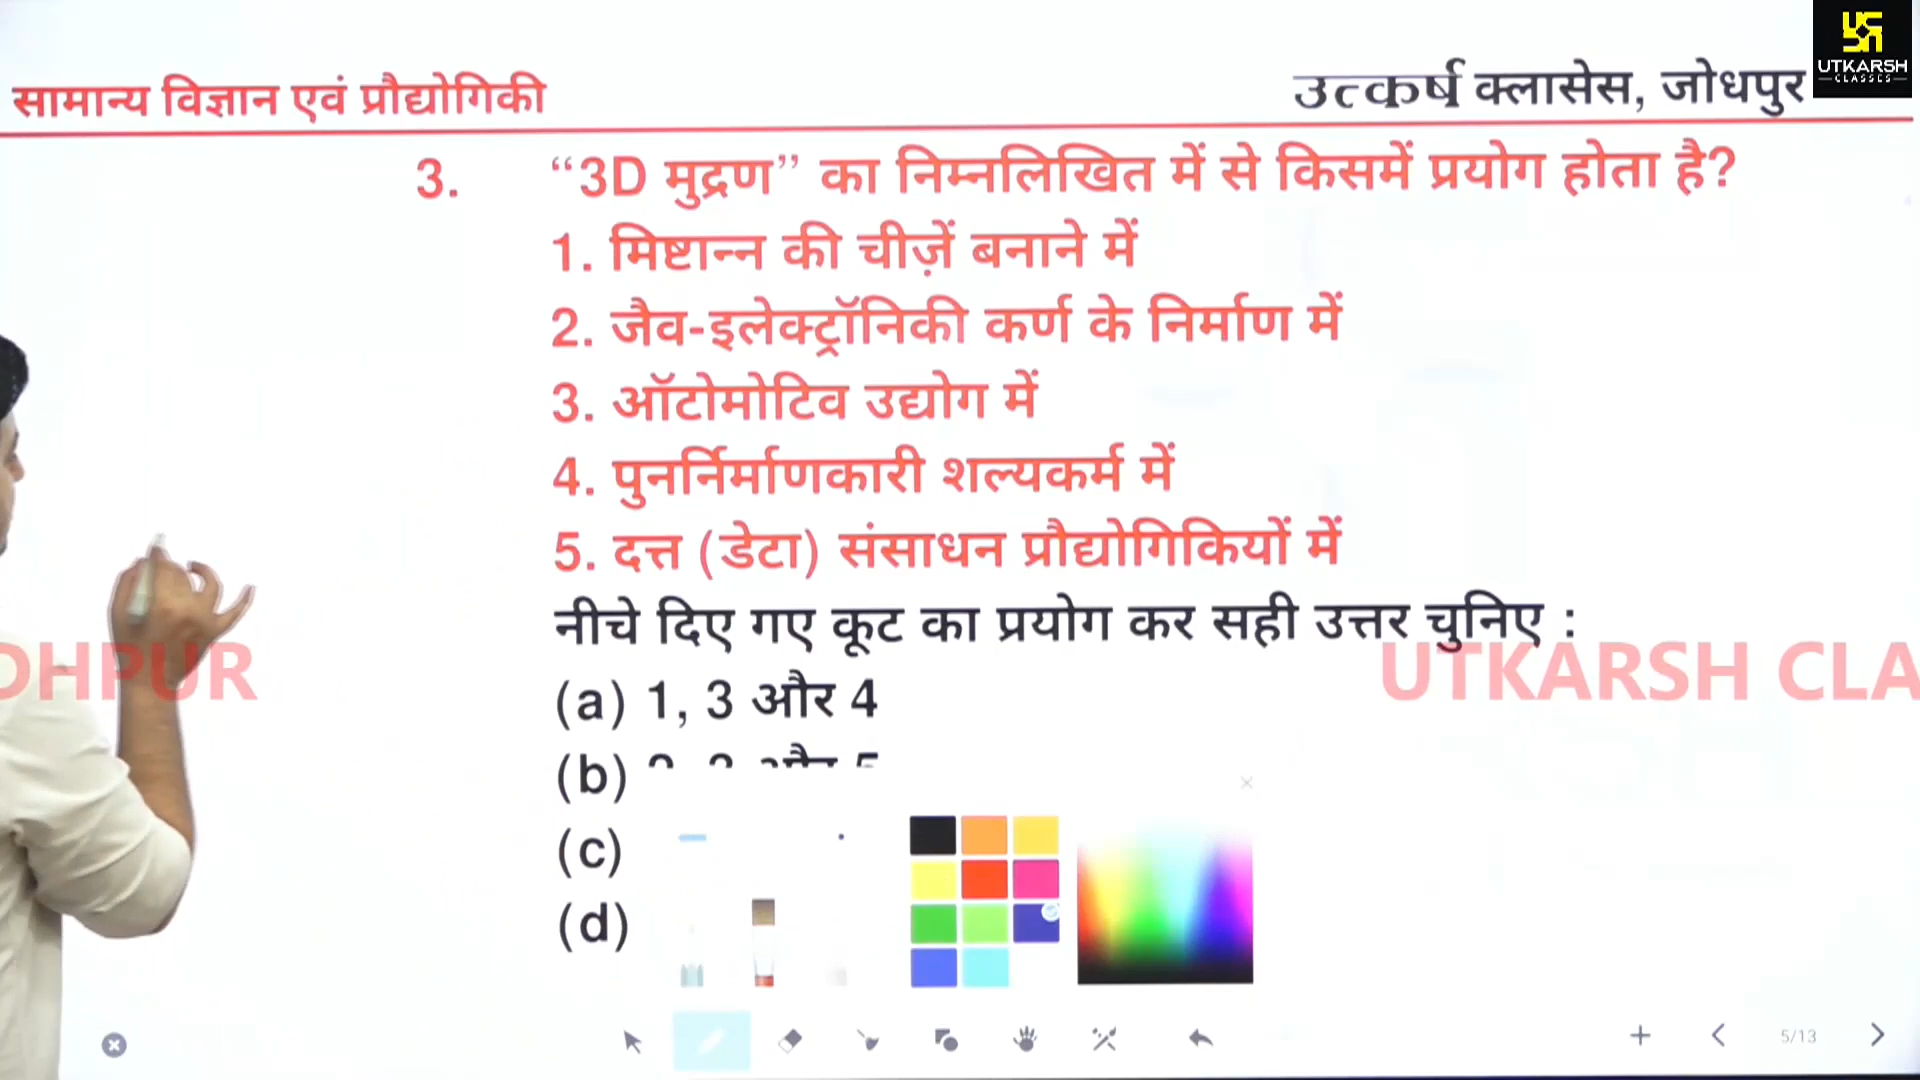 UTKARSH
CLASSES
सामान्य विज्ञान एवं प्रौद्योगिकी
उत्कर्ष क्लासेस, जोधपुर
3. “3D मुद्रण” का निम्नलिखित में से किसमें प्रयोग होता है?
1. मिष्टान्न की चीज़ें बनाने में
2. जैव-इलेक्ट्रॉनिकी कर्ण के निर्माण में
3. ऑटोमोटिव उद्योग में
4. पुनर्निर्माणकारी शल्यकर्म में
5. दत्त (डेटा) संसाधन प्रौद्योगिकियों में
नीचे दिए गए कूट का प्रयोग कर सही उत्तर चुनिए :
DHPUR
UTKARSH CLA
(a) 1, 3 और 4
(b)
(c)
(d)
5/13